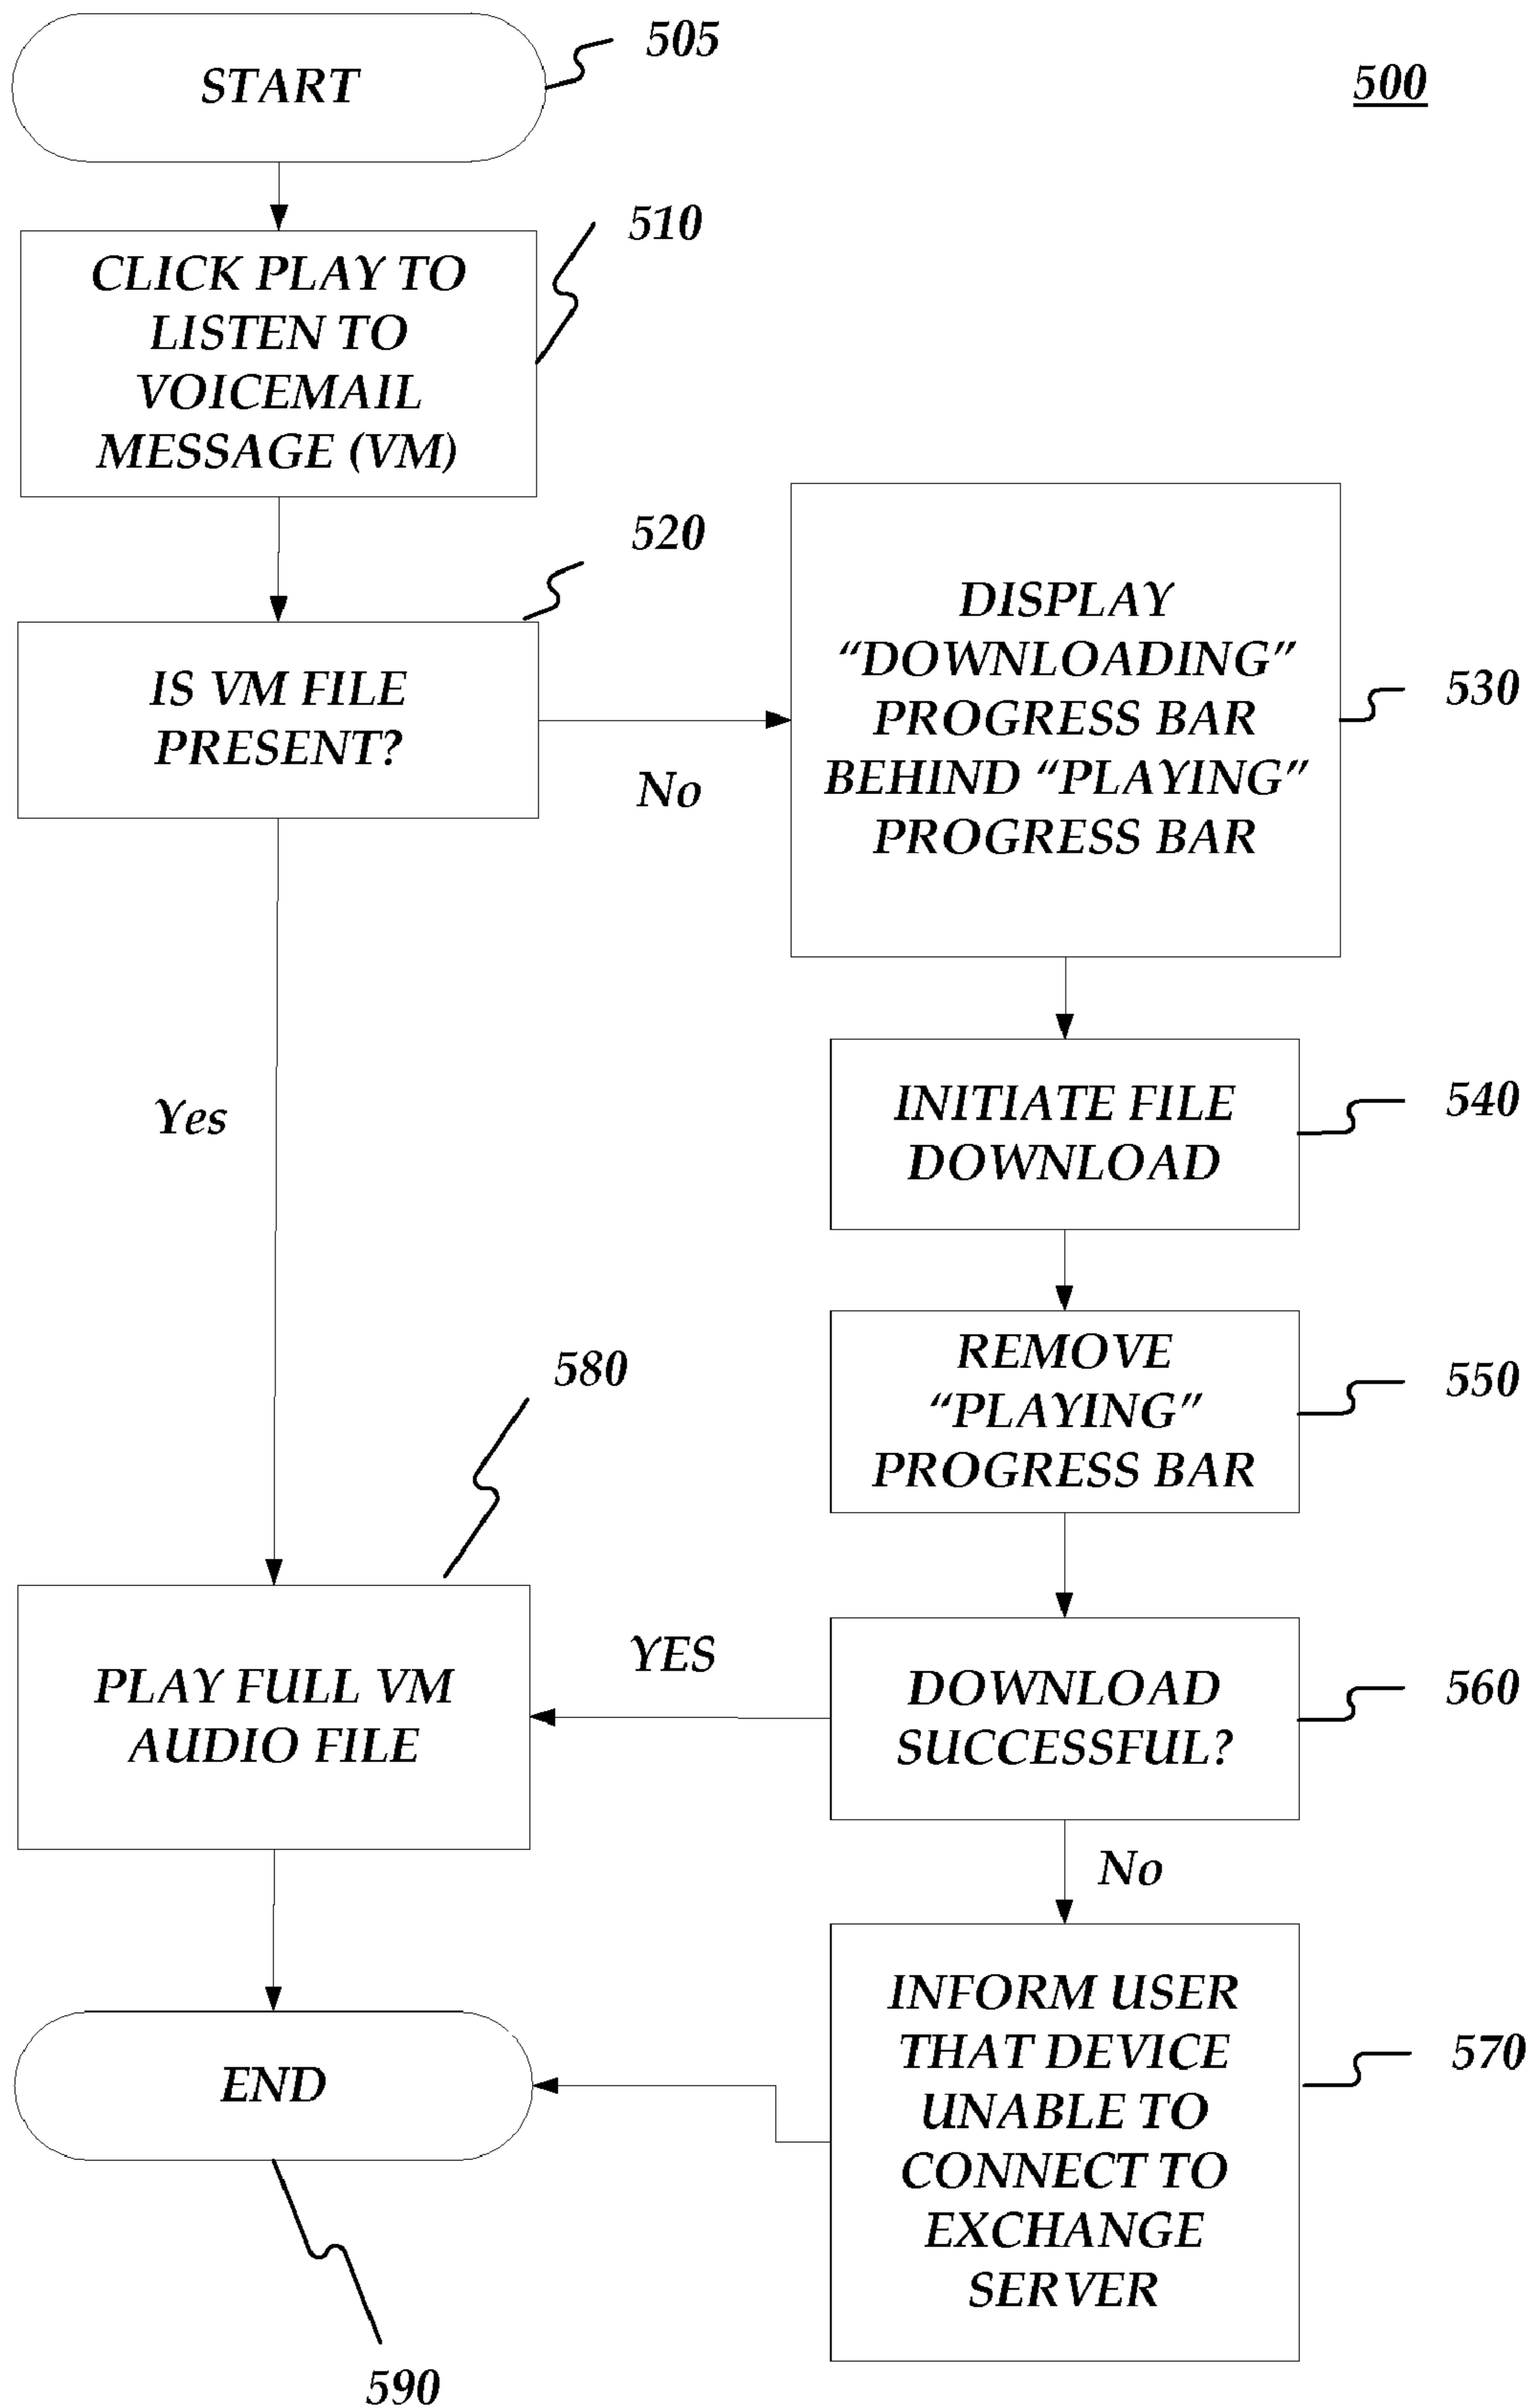 START
505
500
CLICK PLAY TO
LISTEN TO
VOICEMAIL
MESSAGE (VM)
510
IS VM FILE
PRESENT?
520
No
Yes
DISPLAY
“DOWNLOADING”
PROGRESS BAR
BEHIND “PLAYING”
PROGRESS BAR
530
INITIATE FILE
DOWNLOAD
540
REMOVE
“PLAYING”
PROGRESS BAR
550
DOWNLOAD
SUCCESSFUL?
560
YES
No
PLAY FULL VM
AUDIO FILE
580
INFORM USER
THAT DEVICE
UNABLE TO
CONNECT TO
EXCHANGE
SERVER
570
END
590